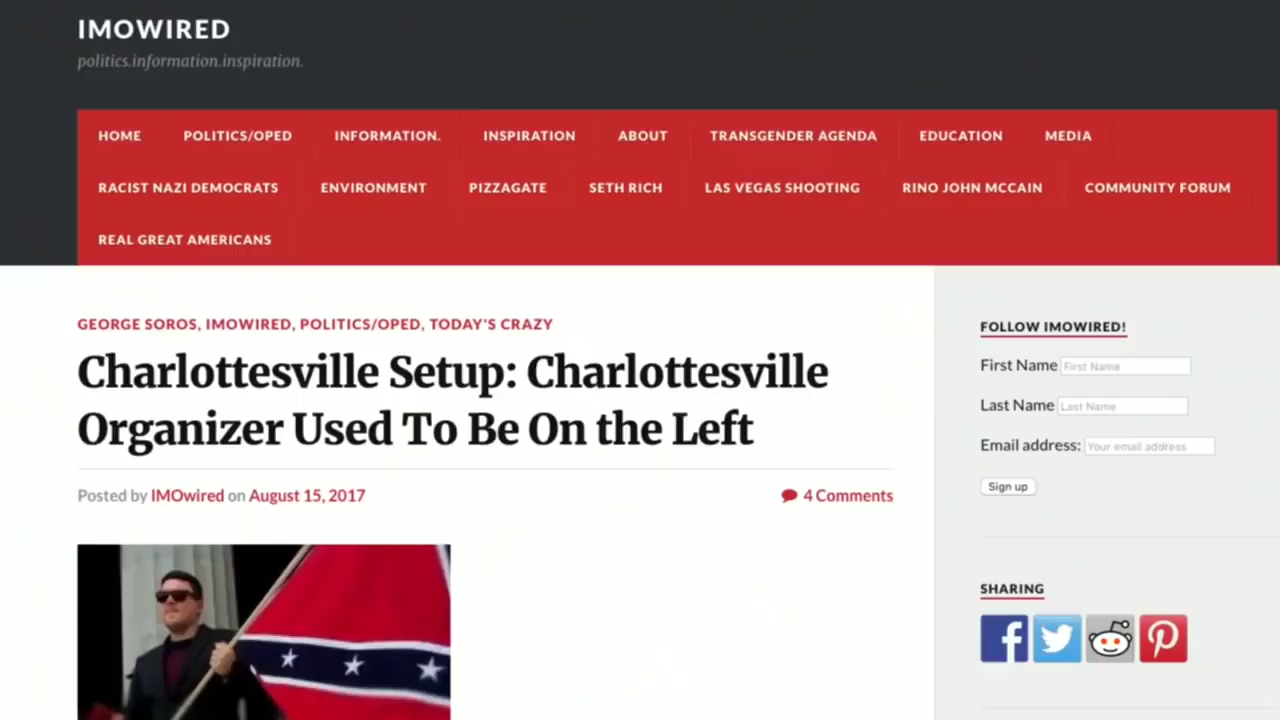 IMOWIRED
politics.information.inspiration.
HOME POLITICS/OPED INFORMATION. INSPIRATION ABOUT TRANSGENDER AGENDA EDUCATION MEDIA
RACIST NAZI DEMOCRATS ENVIRONMENT PIZZAGATE SETH RICH LAS VEGAS SHOOTING RINO JOHN MCCAIN COMMUNITY FORUM
REAL GREAT AMERICANS
GEORGE SOROS, IMOWIRED, POLITICS/OPED, TODAY'S CRAZY
Charlottesville Setup: Charlottesville
Organizer Used To Be On the Left
Posted by IMOwired on August 15, 2017
4 Comments
FOLLOW IMOWIRED!
First Name First Name
Last Name Last Name
Email address: Your email address
Sign up
SHARING